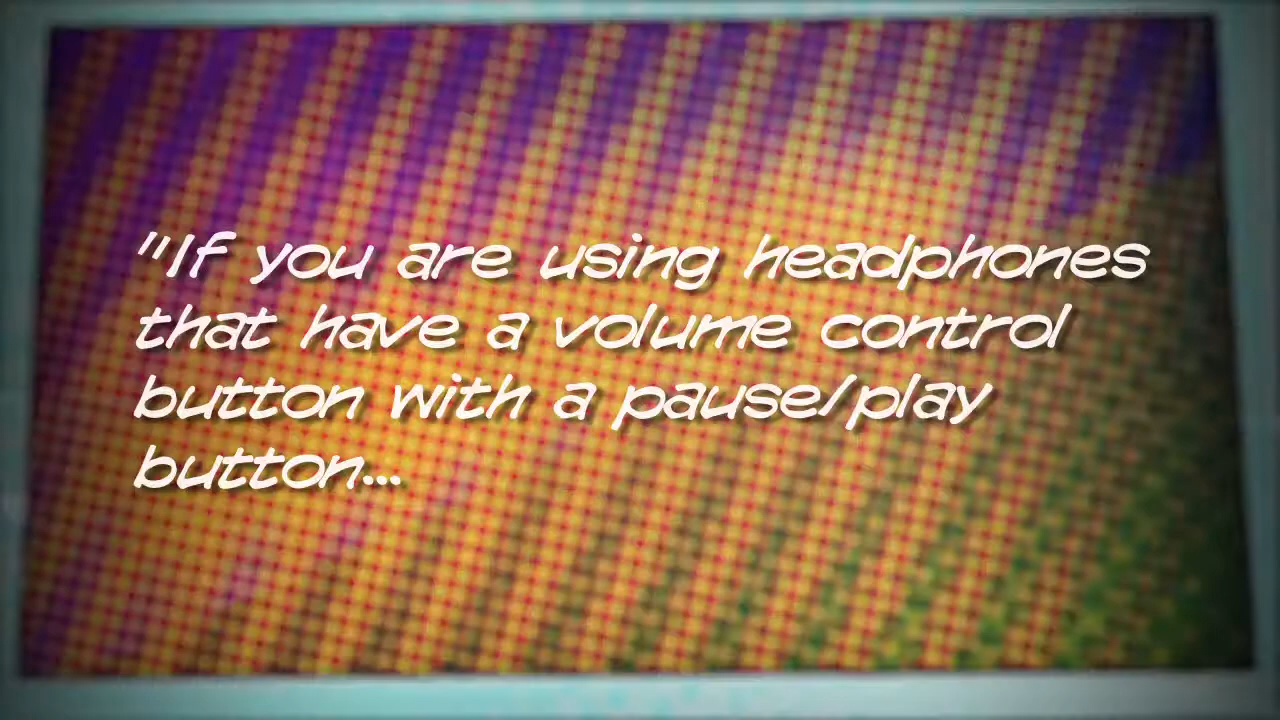 "If you are using headphones
that have a volume control
button with a pause/play
button...